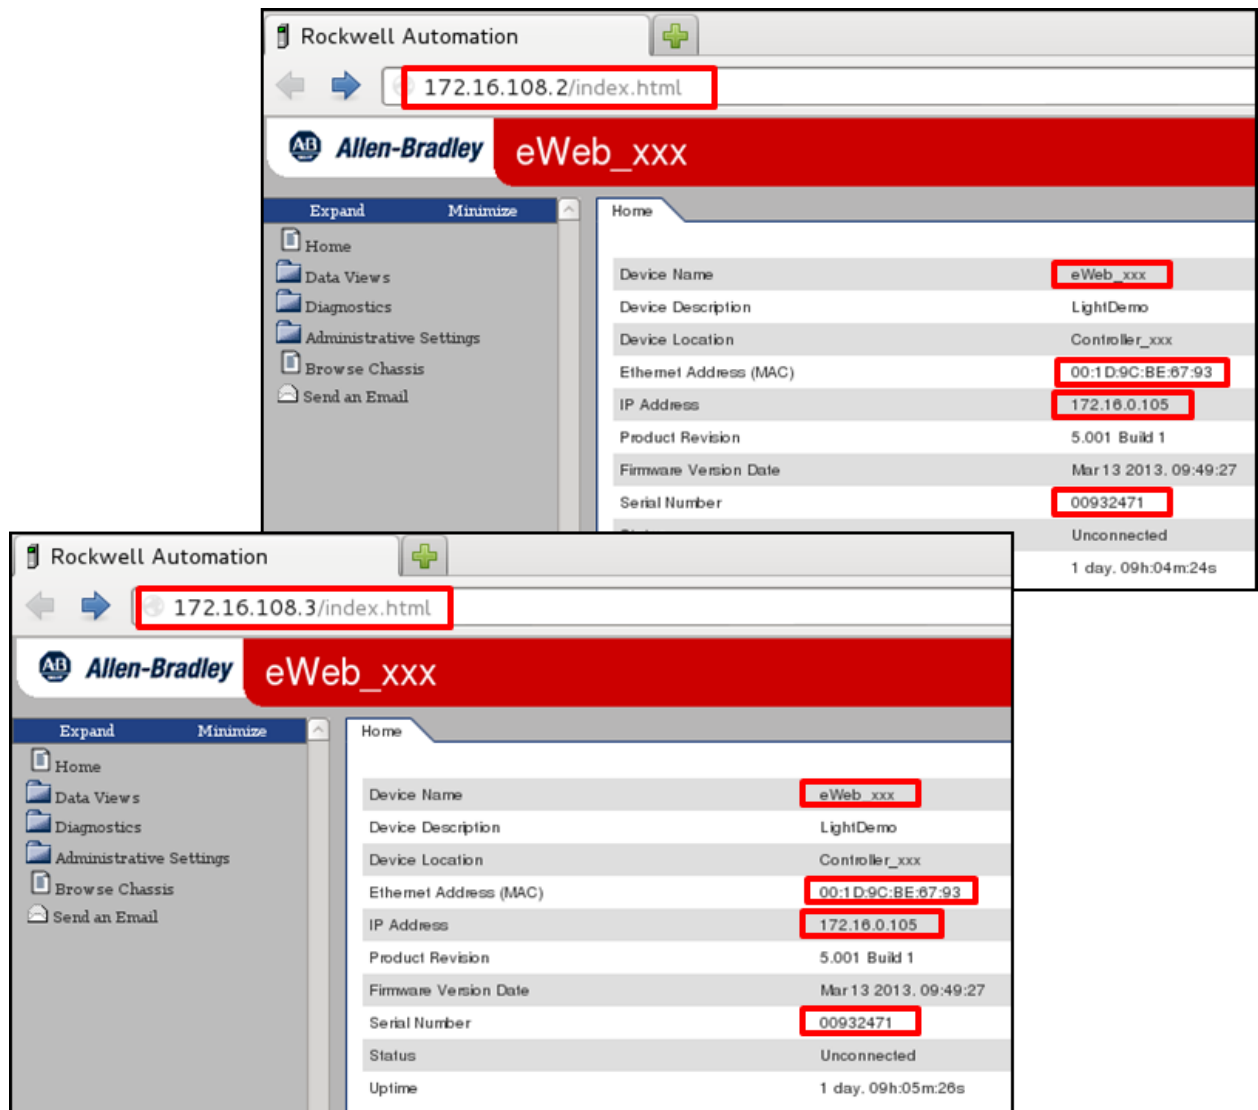 Rockwell Automation
172.16.108.2/index.html
AB Allen-Bradley eWeb_xxx
Expand Minimize
Home
Home
Data Views
Diagnostics
Administrative Settings
Browse Chassis
Send an Email
Device Name eWeb_xxx
Device Description LightDemo
Device Location Controller_xxx
Ethernet Address (MAC) 00:1D:9C:BE:67:93
IP Address 172.16.0.105
Product Revision 5.001 Build 1
Firmware Version Date Mar 13 2013, 09:49:27
Serial Number 00932471
Unconnected
1 day, 09h:04m:24s
Rockwell Automation
172.16.108.3/index.html
AB Allen-Bradley eWeb_xxx
Expand Minimize
Home
Home
Data Views
Diagnostics
Administrative Settings
Browse Chassis
Send an Email
Device Name eWeb_xxx
Device Description LightDemo
Device Location Controller_xxx
Ethernet Address (MAC) 00:1D:9C:BE:67:93
IP Address 172.16.0.105
Product Revision 5.001 Build 1
Firmware Version Date Mar 13 2013, 09:49:27
Serial Number 00932471
Status Unconnected
Uptime 1 day, 09h:05m:26s